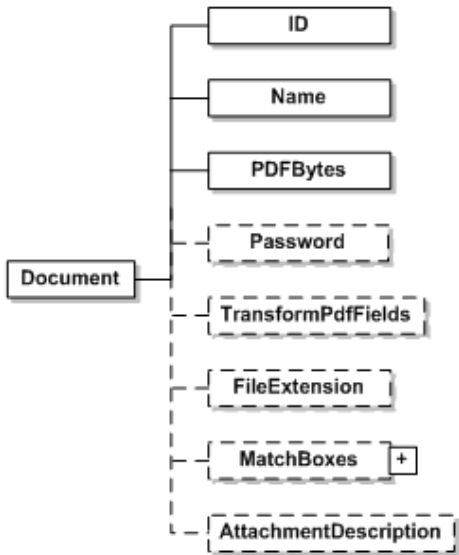 ID
Name
PDFBytes
Password
Document
TransformPdfFields
FileExtension
MatchBoxes +
AttachmentDescription